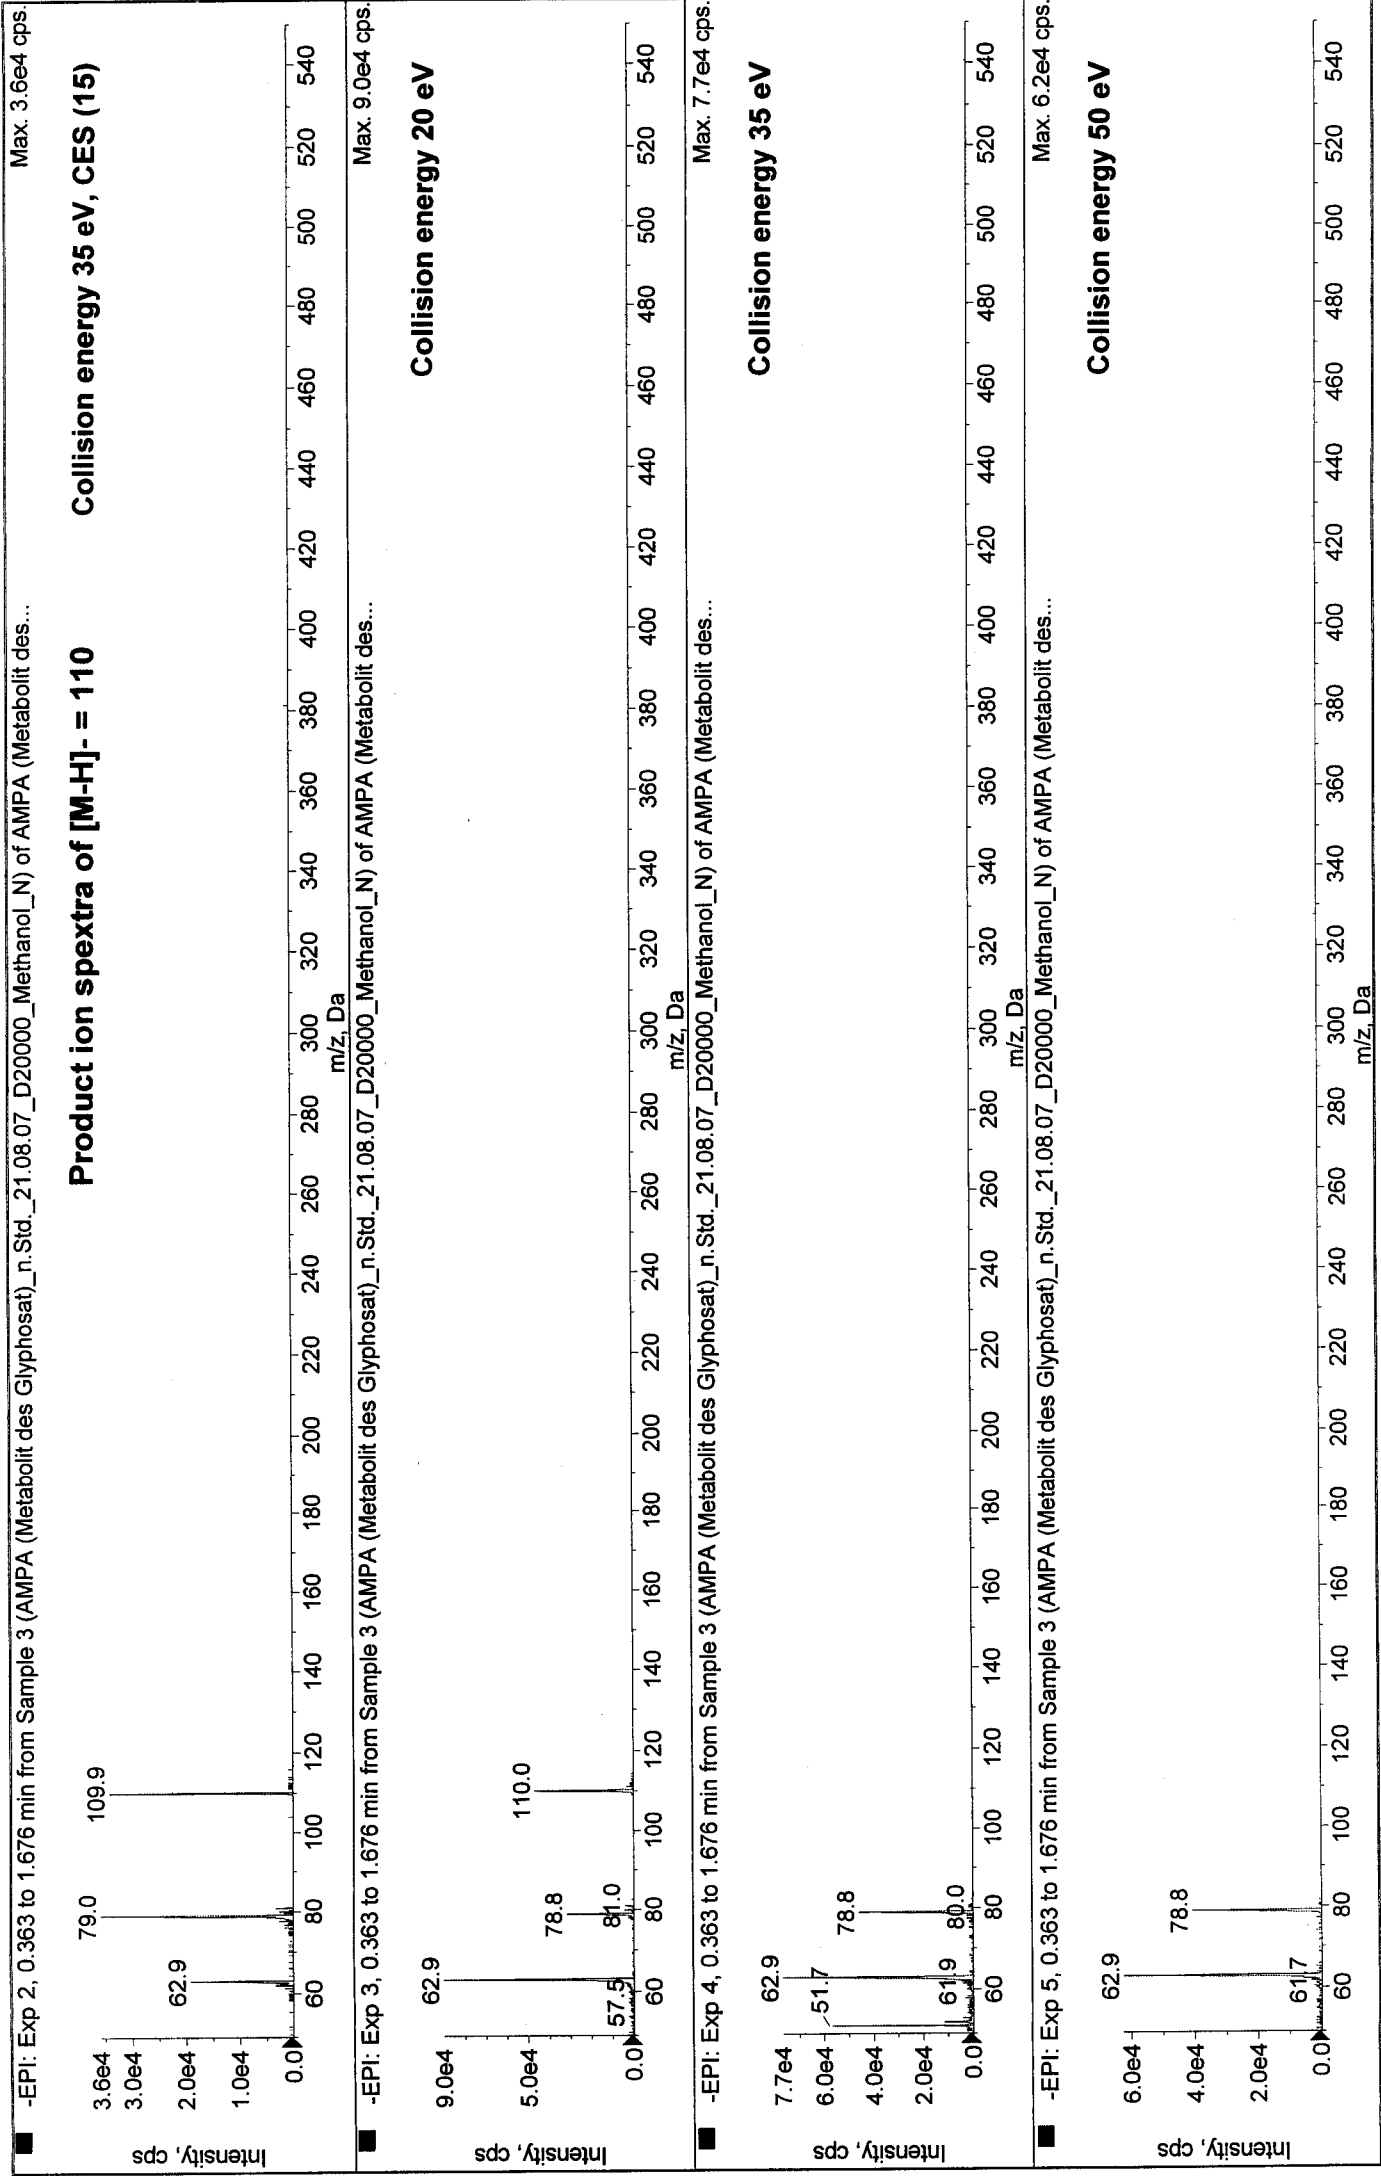 -EPI: Exp 2, 0.363 to 1.676 min from Sample 3 (AMPA (Metabolit des Glyphosat)_n.Std._21.08.07_D20000_Methanol_N) of AMPA (Metabolit des... Max. 3.6e4 cps.
Product ion spextra of [M-H]- = 110 Collision energy 35 eV, CES (15)
Intensity, cps
3.6e4
3.0e4
2.0e4
1.0e4
0.0
62.9 79.0 109.9
60 80 100 120 140 160 180 200 220 240 260 280 300 320 340 360 380 400 420 440 460 480 500 520 540
m/z, Da
-EPI: Exp 3, 0.363 to 1.676 min from Sample 3 (AMPA (Metabolit des Glyphosat)_n.Std._21.08.07_D20000_Methanol_N) of AMPA (Metabolit des... Max. 9.0e4 cps.
Collision energy 20 eV
Intensity, cps
9.0e4
5.0e4
0.0
57.5 62.9 78.8 81.0 110.0
60 80 100 120 140 160 180 200 220 240 260 280 300 320 340 360 380 400 420 440 460 480 500 520 540
m/z, Da
-EPI: Exp 4, 0.363 to 1.676 min from Sample 3 (AMPA (Metabolit des Glyphosat)_n.Std._21.08.07_D20000_Methanol_N) of AMPA (Metabolit des... Max. 7.7e4 cps.
Collision energy 35 eV
Intensity, cps
7.7e4
6.0e4
4.0e4
2.0e4
0.0
51.7 61.9 62.9 78.8 80.0
60 80 100 120 140 160 180 200 220 240 260 280 300 320 340 360 380 400 420 440 460 480 500 520 540
m/z, Da
-EPI: Exp 5, 0.363 to 1.676 min from Sample 3 (AMPA (Metabolit des Glyphosat)_n.Std._21.08.07_D20000_Methanol_N) of AMPA (Metabolit des... Max. 6.2e4 cps.
Collision energy 50 eV
Intensity, cps
6.0e4
4.0e4
2.0e4
0.0
61.7 62.9 78.8
60 80 100 120 140 160 180 200 220 240 260 280 300 320 340 360 380 400 420 440 460 480 500 520 540
m/z, Da